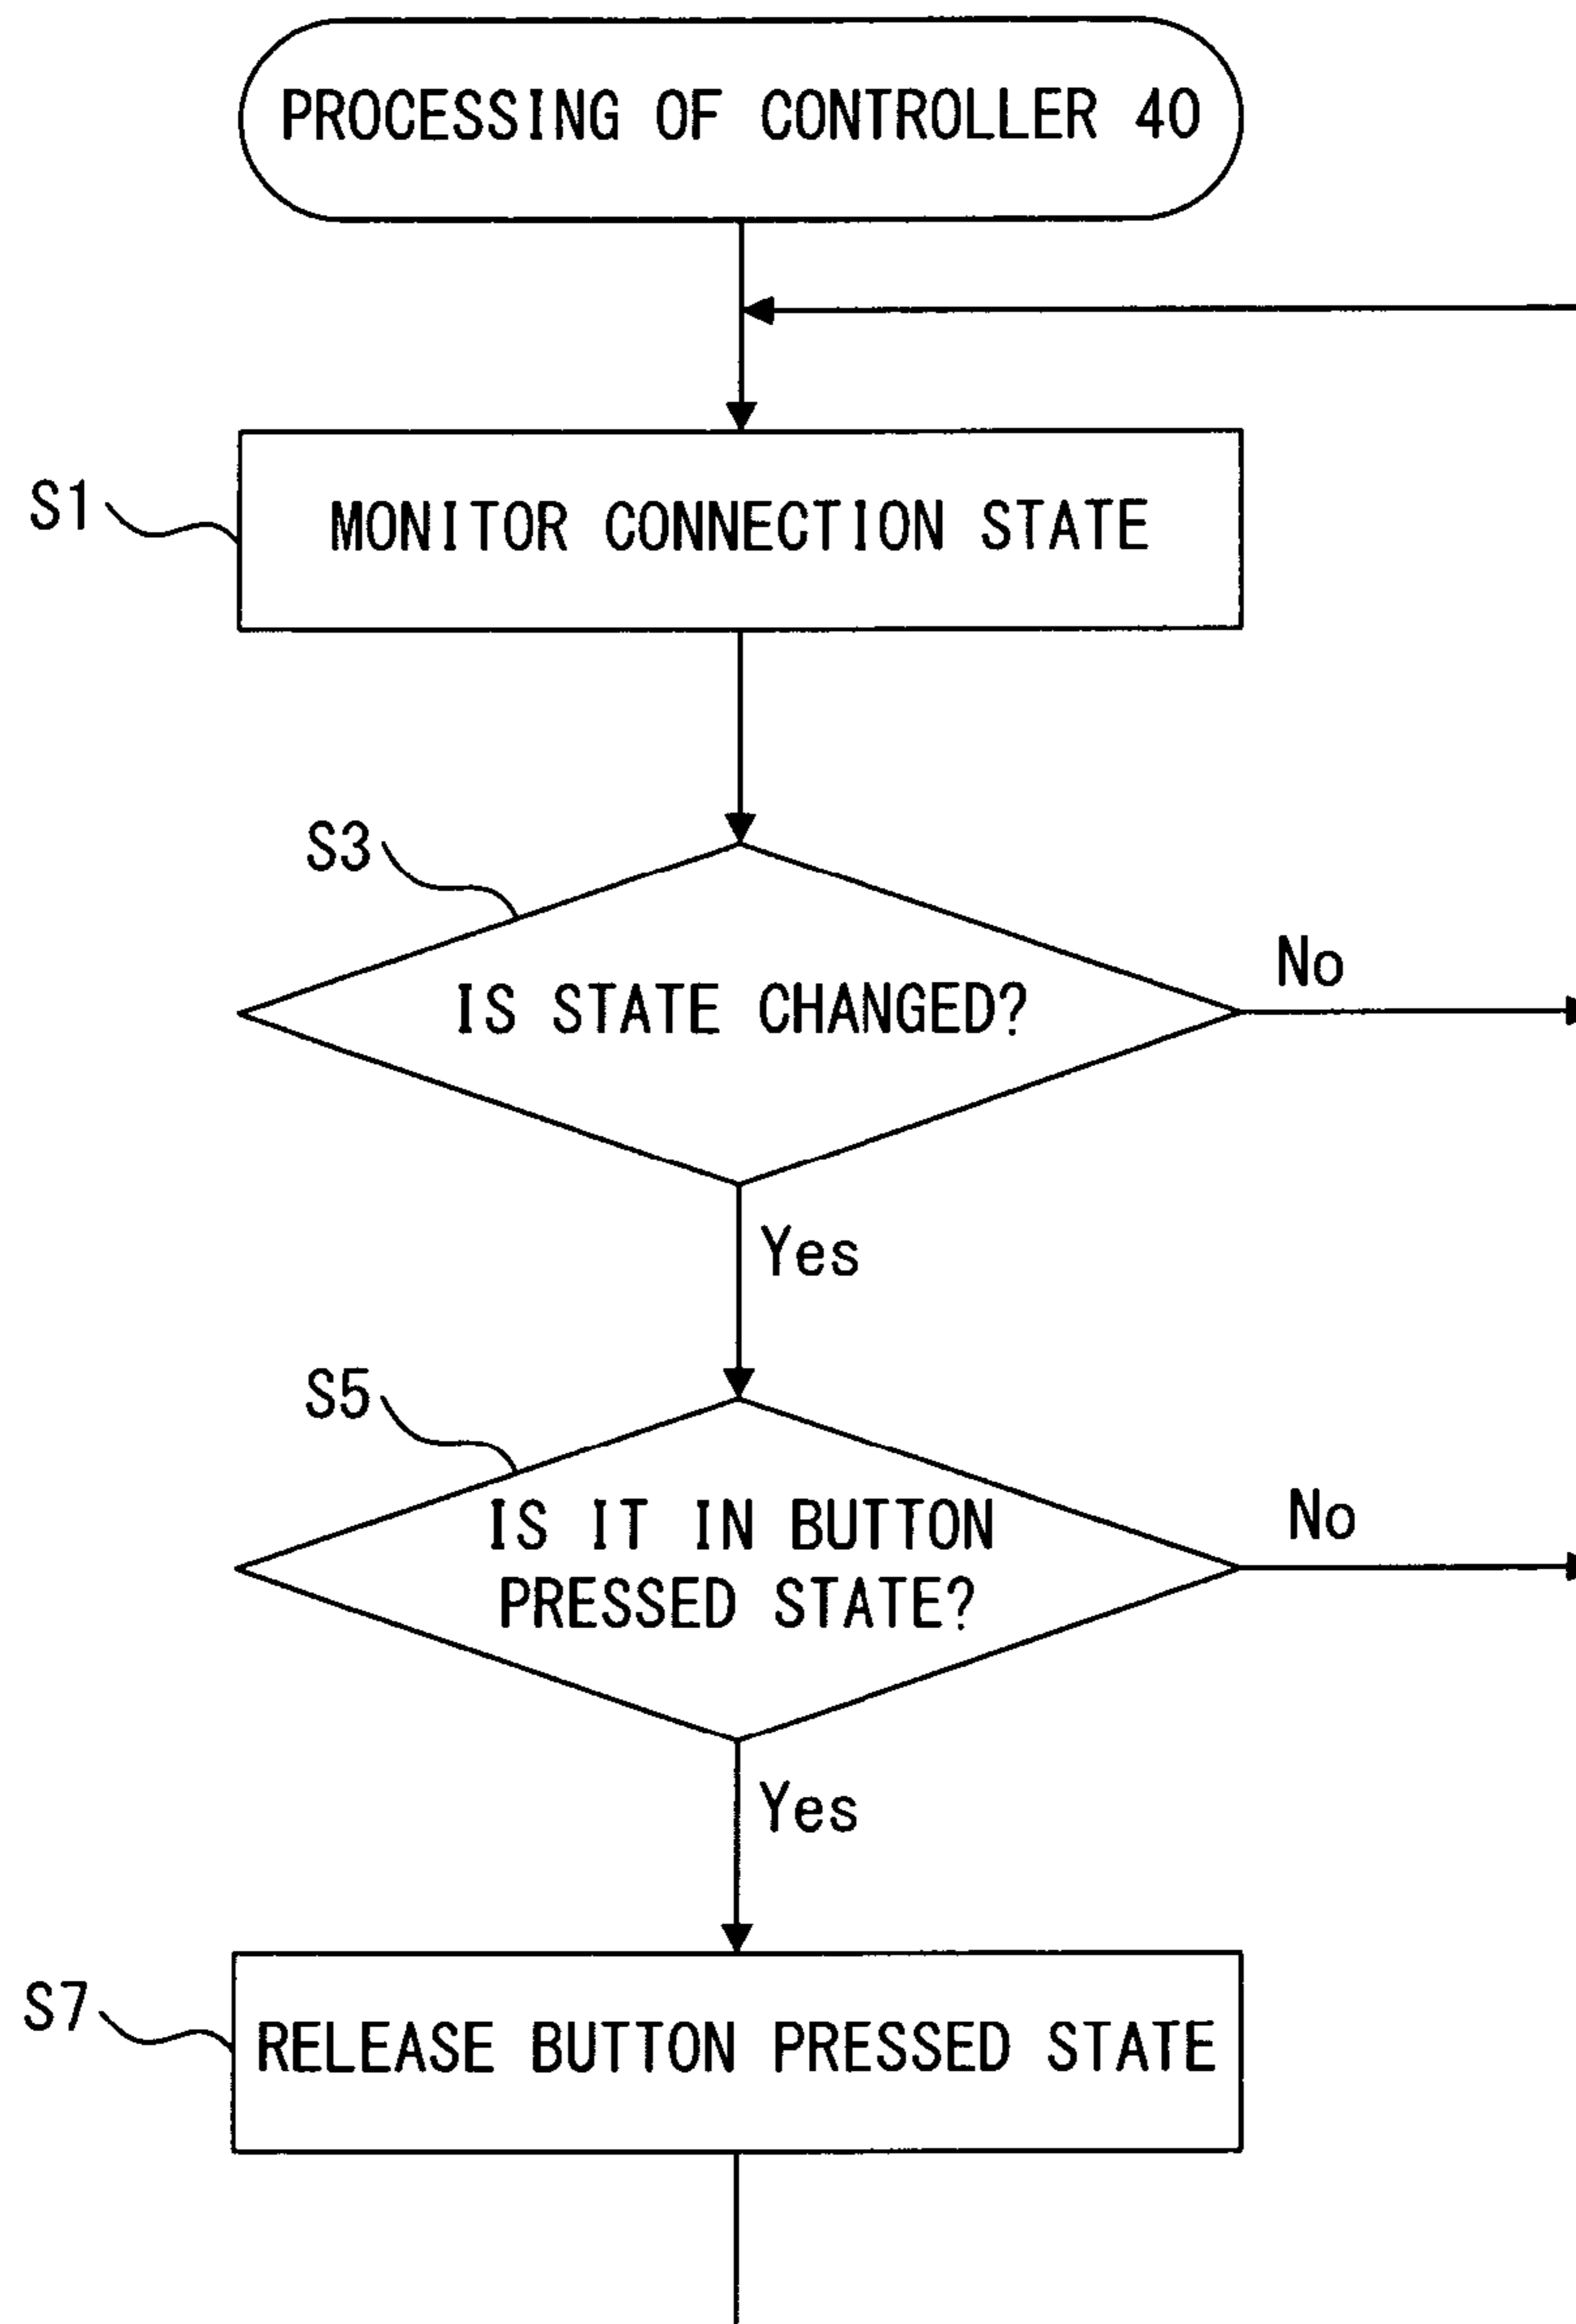 PROCESSING OF CONTROLLER 40
S1
MONITOR CONNECTION STATE
S3
IS STATE CHANGED?
No
Yes
S5
IS IT IN BUTTON
PRESSED STATE?
No
Yes
S7
RELEASE BUTTON PRESSED STATE